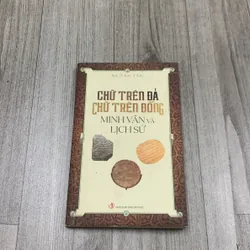 CHỮ TRÊN ĐÁ
CHỮ TRÊN ĐỒNG
MINH VĂN VÀ
LỊCH SỬ